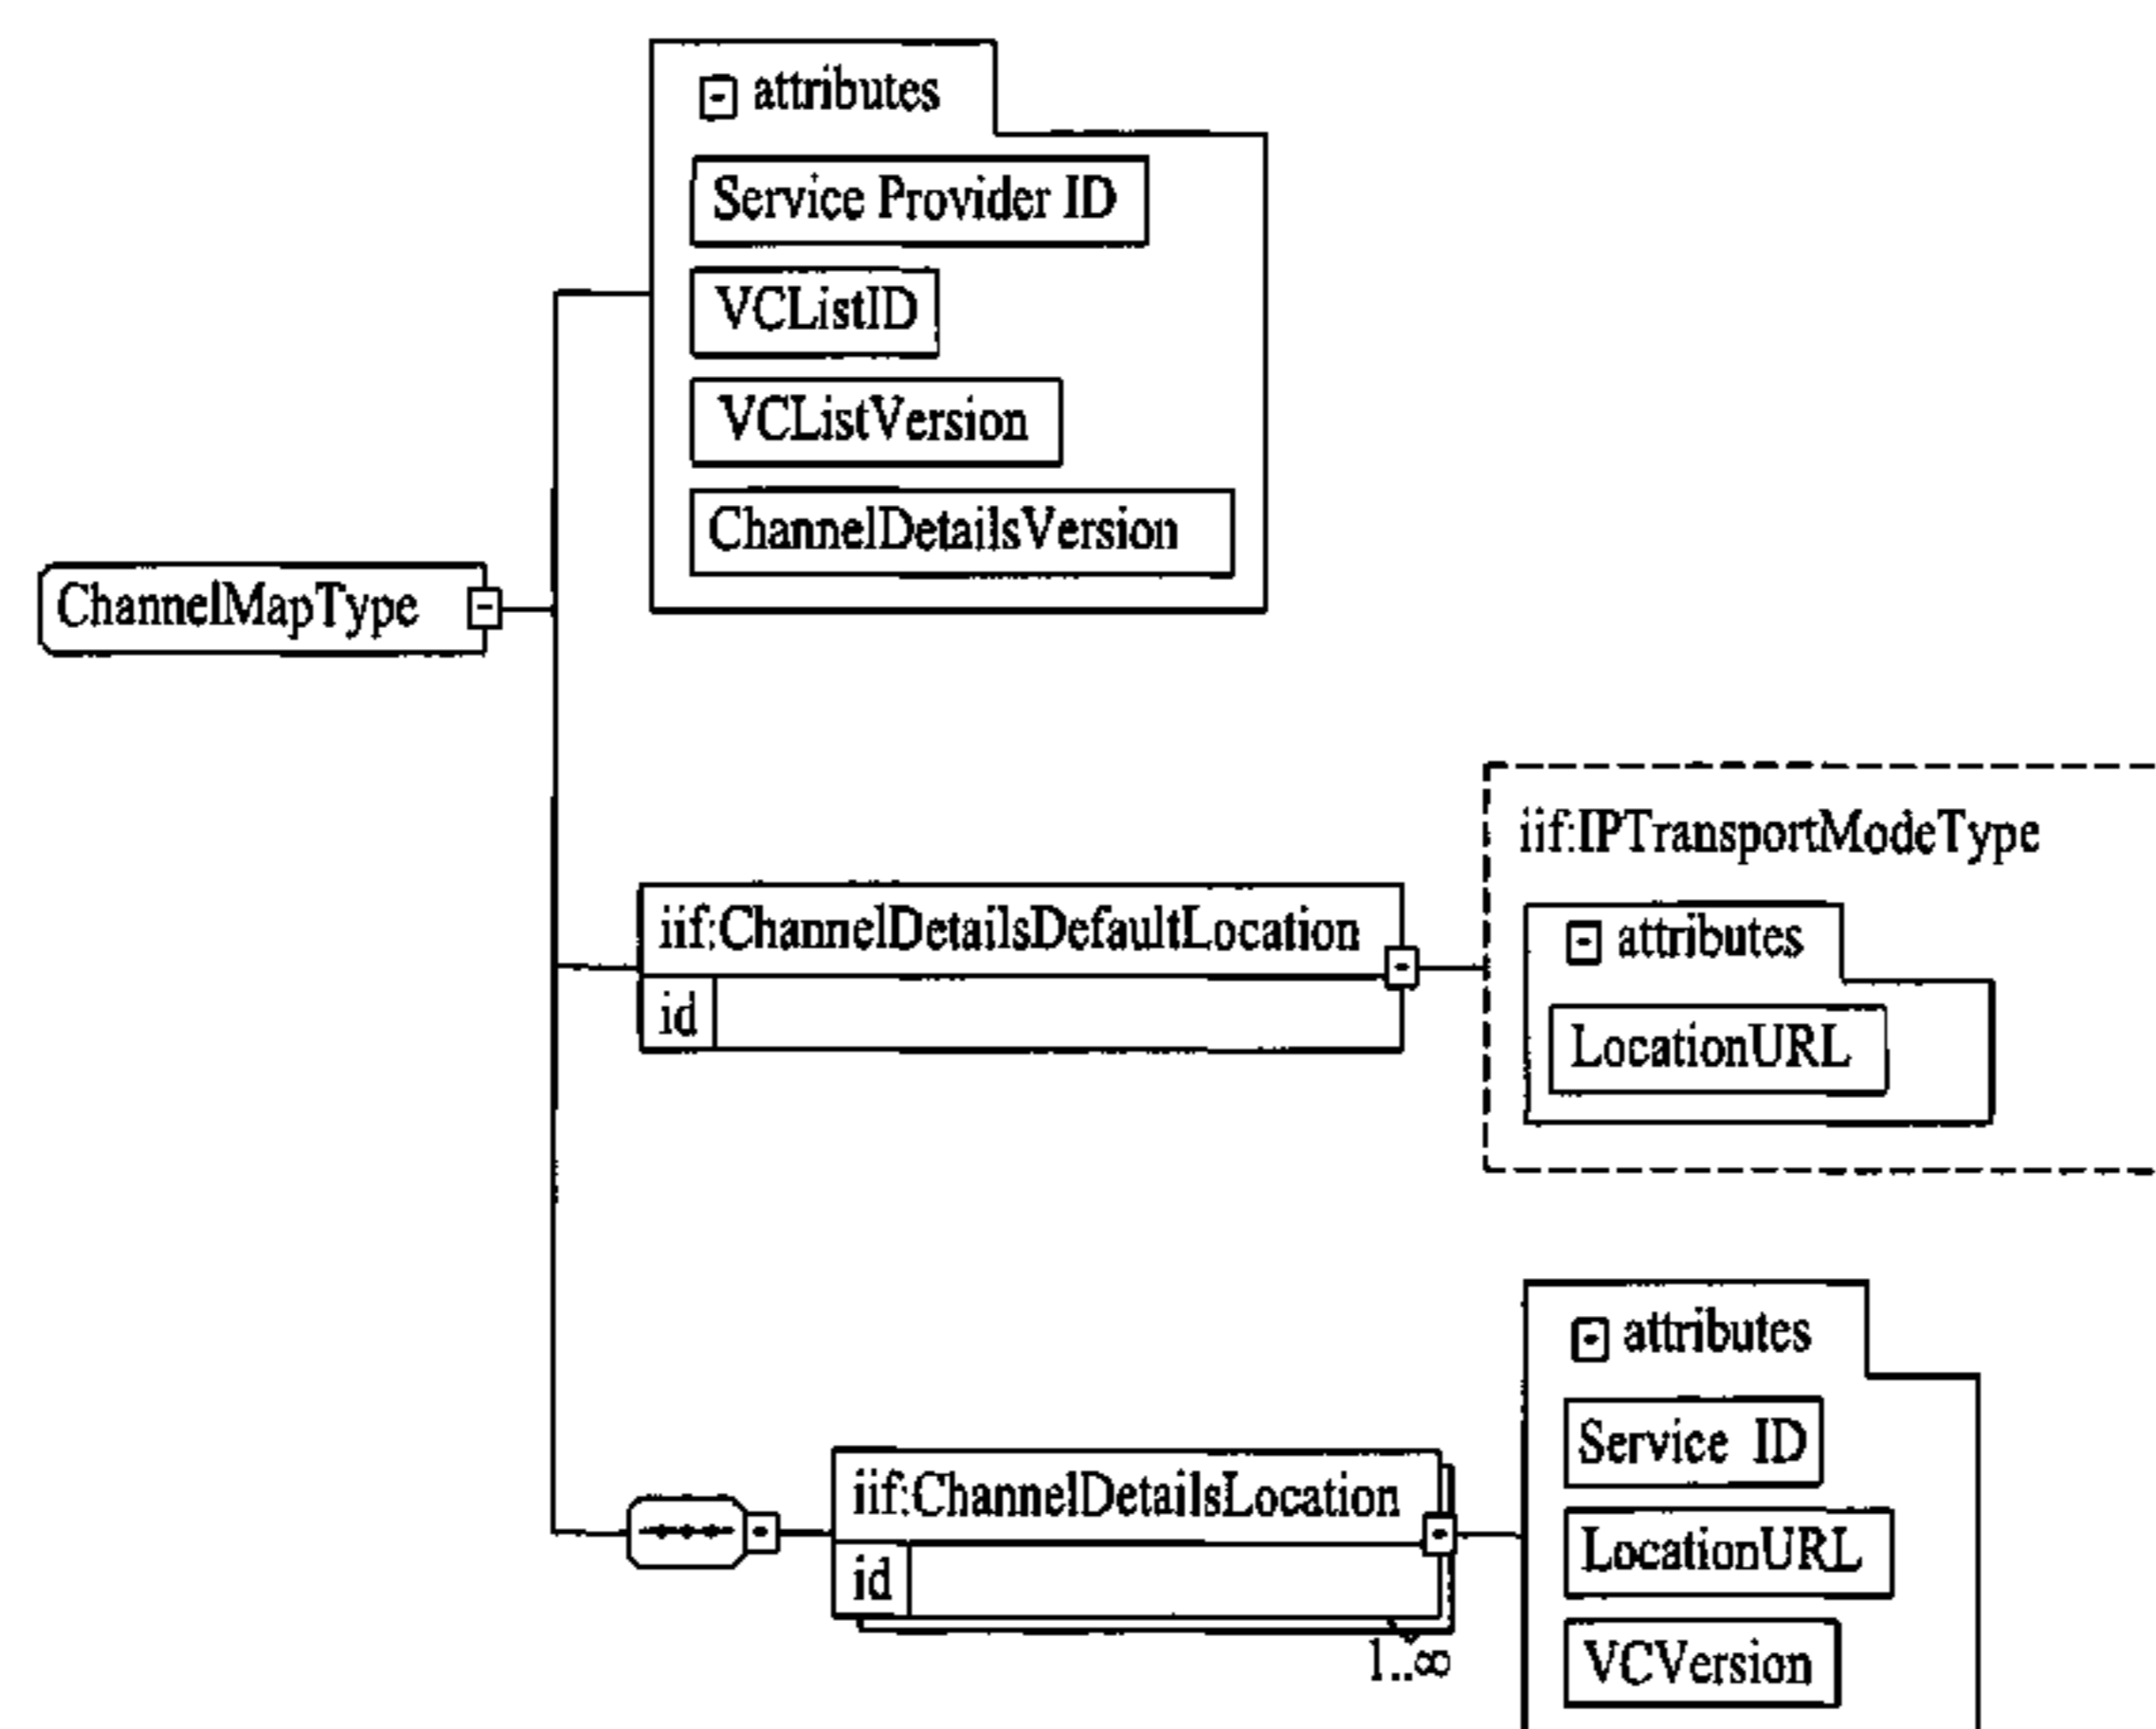 attributes
Service Provider ID
VCListID
VCListVersion
ChannelDetailsVersion
ChannelMapType
iif:IPTransportModeType
iif:ChannelDetailsDefaultLocation
attributes
id
LocationURL
attributes
Service ID
iif:ChannelDetailsLocation
LocationURL
id
1..∞
VCVersion